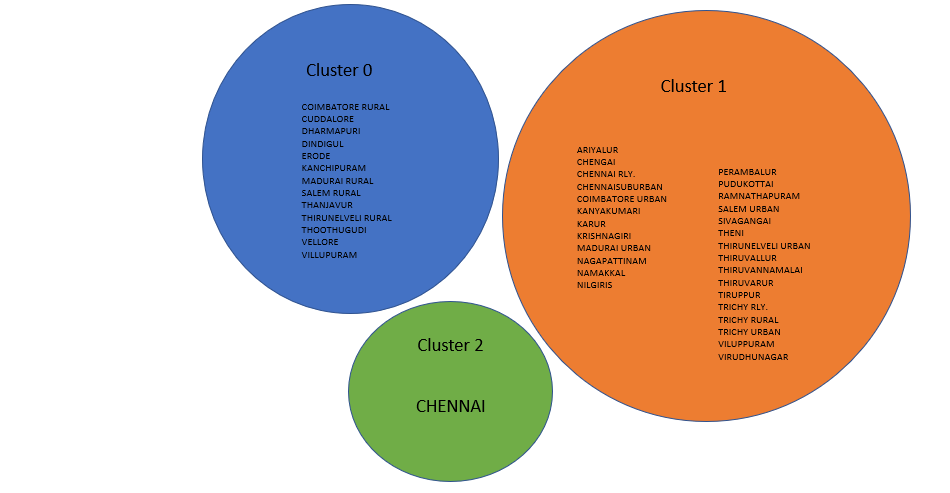 Cluster 0
COIMBATORE RURAL
CUDDALORE
DHARMAPURI
DINDIGUL
ERODE
KANCHIPURAM
MADURAI RURAL
SALEM RURAL
THANJAVUR
THIRUNELVELI RURAL
THOOTHUGUDI
VELLORE
VILLUPURAM
Cluster 1
ARIYALUR
CHENGAI
CHENNAI RLY.
CHENNAISUBURBAN
COIMBATORE URBAN
KANYAKUMARI
KARUR
KRISHNAGIRI
MADURAI URBAN
NAGAPATTINAM
NAMAKKAL
NILGIRIS
PERAMBALUR
PUDUKOTTAI
RAMNATHAPURAM
SALEM URBAN
SIVAGANGAI
THENI
THIRUNELVELI URBAN
THIRUVALLUR
THIRUVANNAMALAI
THIRUVARUR
TIRUPPUR
TRICHY RLY.
TRICHY RURAL
TRICHY URBAN
VILUPPURAM
VIRUDHUNAGAR
Cluster 2
CHENNAI